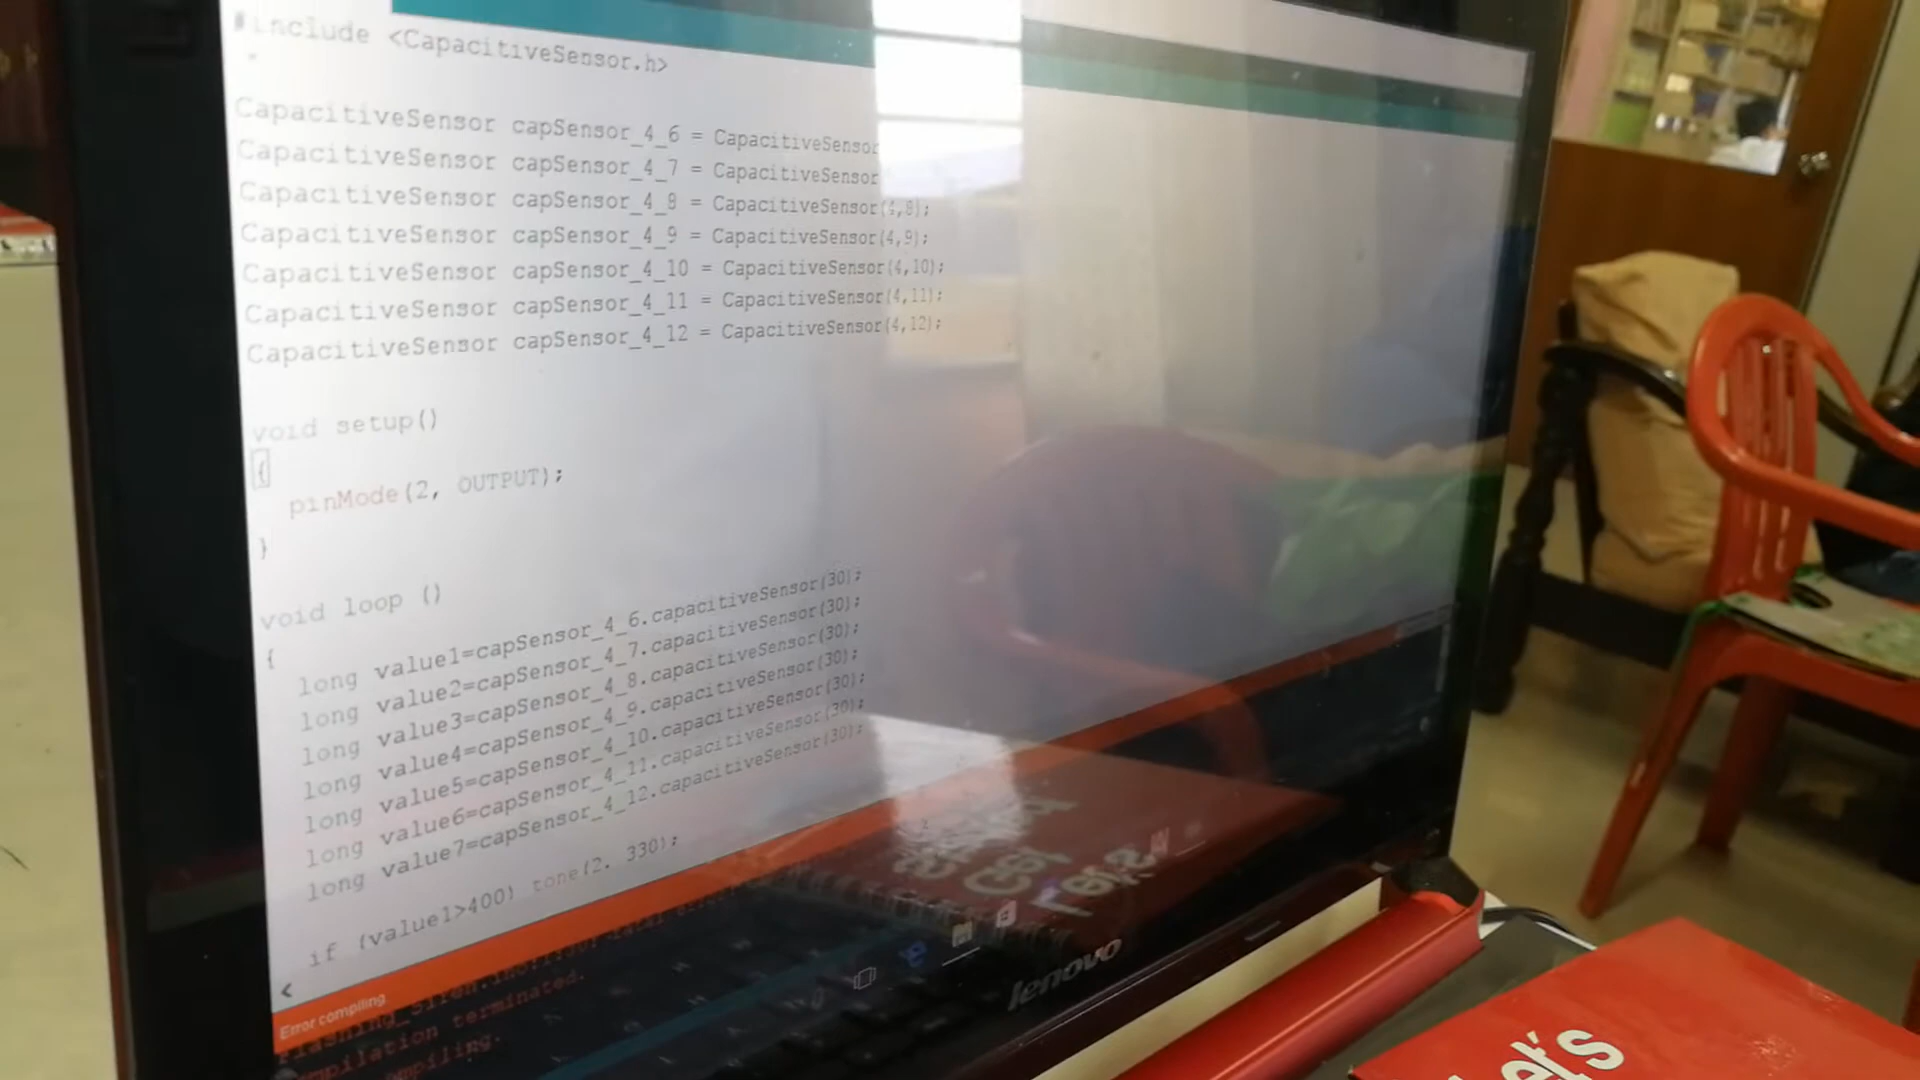 #include <CapacitiveSensor.h>
CapacitiveSensor capSensor_4_6 = CapacitiveSensor
CapacitiveSensor capSensor_4_7 = CapacitiveSensor
CapacitiveSensor capSensor_4_8 = CapacitiveSensor(4,8);
CapacitiveSensor capSensor_4_9 = CapacitiveSensor(4,9);
CapacitiveSensor capSensor_4_10 = CapacitiveSensor(4,10);
CapacitiveSensor capSensor_4_11 = CapacitiveSensor(4,11);
CapacitiveSensor capSensor_4_12 = CapacitiveSensor(4,12);
void setup()
{
pinMode(2, OUTPUT);
}
void loop ()
{
long value1=capSensor_4_6.capacitiveSensor(30);
long value2=capSensor_4_7.capacitiveSensor(30);
long value3=capSensor_4_8.capacitiveSensor(30);
long value4=capSensor_4_9.capacitiveSensor(30);
long value5=capSensor_4_10.capacitiveSensor(30);
long value6=capSensor_4_11.capacitiveSensor(30);
long value7=capSensor_4_12.capacitiveSensor(30);
if (value1>400) tone(2, 330);
Error compiling
compilation terminated.
compiling.
lenovo
let's